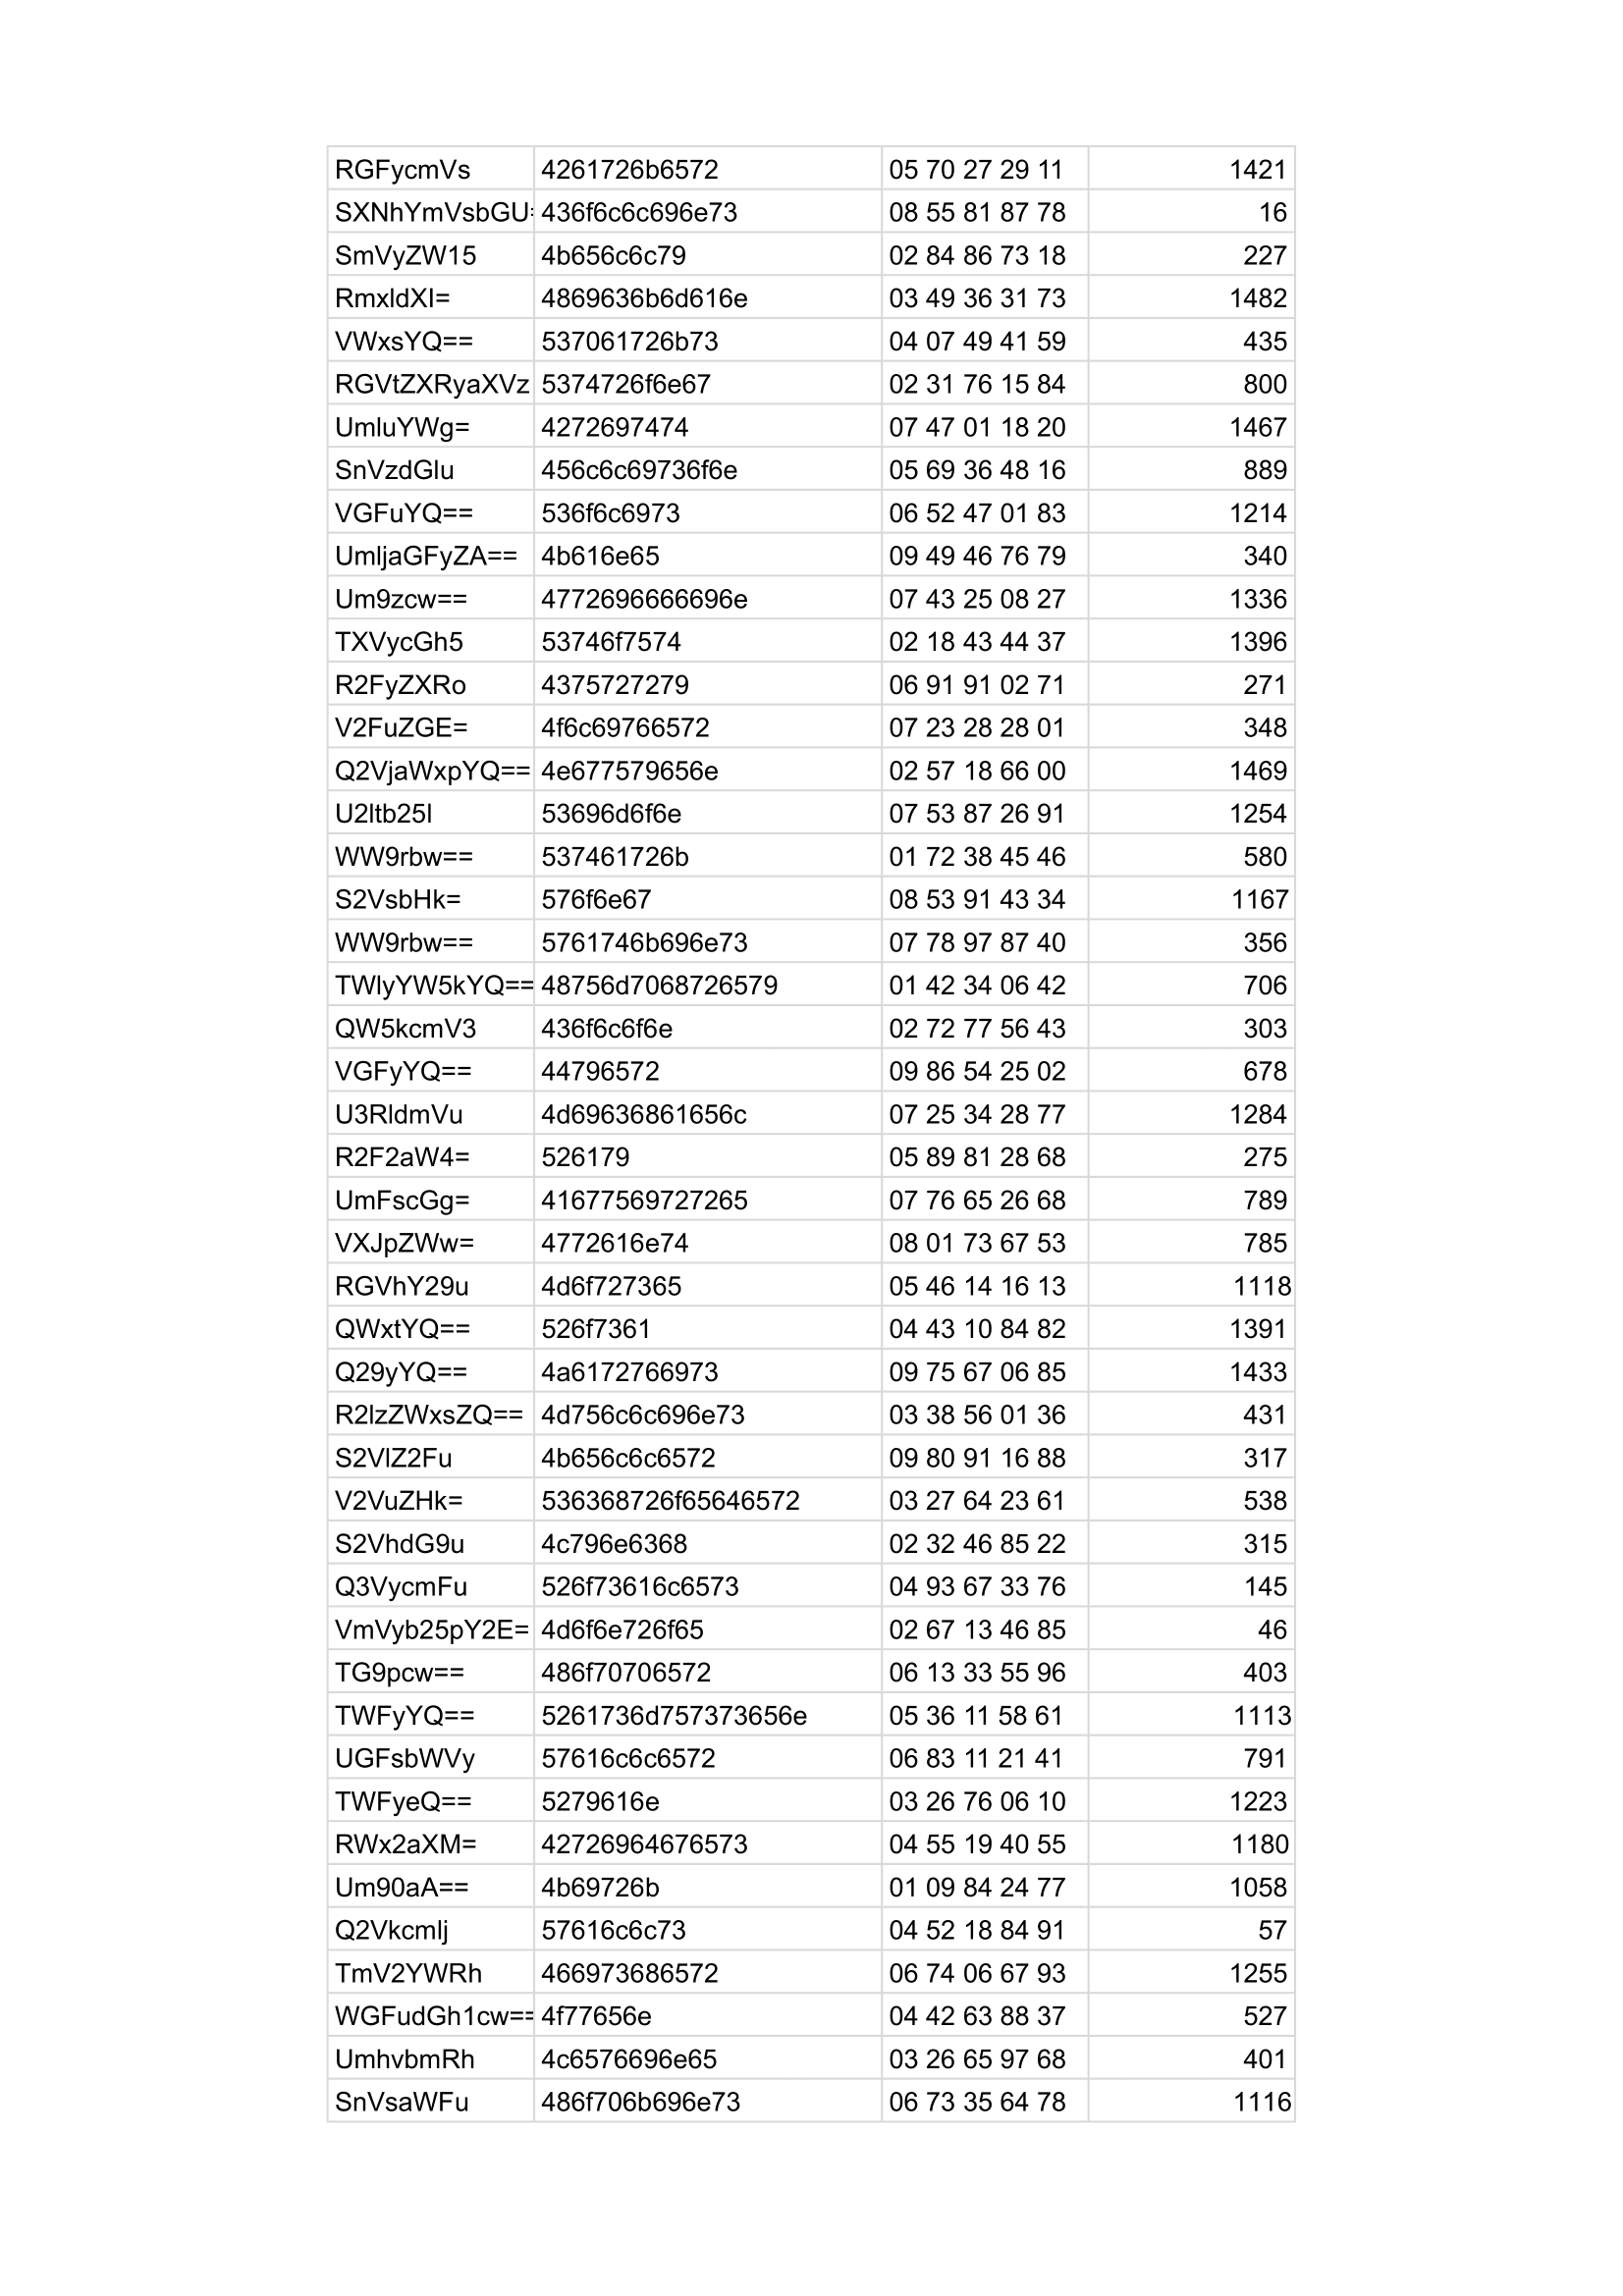 RGFycmVs 4261726b6572 05 70 27 29 11 1421
SXNhYmVsbGU= 436f6c6c696e73 08 55 81 87 78 16
SmVyZW15 4b656c6c79 02 84 86 73 18 227
RmxldXI= 4869636b6d616e 03 49 36 31 73 1482
VWxsYQ== 537061726b73 04 07 49 41 59 435
RGVtZXRyaXVz 5374726f6e67 02 31 76 15 84 800
UmluYWg= 4272697474 07 47 01 18 20 1467
SnVzdGlu 456c6c69736f6e 05 69 36 48 16 889
VGFuYQ== 536f6c6973 06 52 47 01 83 1214
UmljaGFyZA== 4b616e65 09 49 46 76 79 340
Um9zcw== 4772696666696e 07 43 25 08 27 1336
TXVycGh5 53746f7574 02 18 43 44 37 1396
R2FyZXRo 4375727279 06 91 91 02 71 271
V2FuZGE= 4f6c69766572 07 23 28 28 01 348
Q2VjaWxpYQ== 4e677579656e 02 57 18 66 00 1469
U2ltb25l 53696d6f6e 07 53 87 26 91 1254
WW9rbw== 537461726b 01 72 38 45 46 580
S2VsbHk= 576f6e67 08 53 91 43 34 1167
WW9rbw== 5761746b696e73 07 78 97 87 40 356
TWlyYW5kYQ== 48756d7068726579 01 42 34 06 42 706
QW5kcmV3 436f6c6f6e 02 72 77 56 43 303
VGFyYQ== 44796572 09 86 54 25 02 678
U3RldmVu 4d69636861656c 07 25 34 28 77 1284
R2F2aW4= 526179 05 89 81 28 68 275
UmFscGg= 41677569727265 07 76 65 26 68 789
VXJpZWw= 4772616e74 08 01 73 67 53 785
RGVhY29u 4d6f727365 05 46 14 16 13 1118
QWxtYQ== 526f7361 04 43 10 84 82 1391
Q29yYQ== 4a6172766973 09 75 67 06 85 1433
R2lzZWxsZQ== 4d756c6c696e73 03 38 56 01 36 431
S2VlZ2Fu 4b656c6c6572 09 80 91 16 88 317
V2VuZHk= 536368726f65646572 03 27 64 23 61 538
S2VhdG9u 4c796e6368 02 32 46 85 22 315
Q3VycmFu 526f73616c6573 04 93 67 33 76 145
VmVyb25pY2E= 4d6f6e726f65 02 67 13 46 85 46
TG9pcw== 486f70706572 06 13 33 55 96 403
TWFyYQ== 5261736d757373656e 05 36 11 58 61 1113
UGFsbWVy 57616c6c6572 06 83 11 21 41 791
TWFyeQ== 5279616e 03 26 76 06 10 1223
RWx2aXM= 42726964676573 04 55 19 40 55 1180
Um90aA== 4b69726b 01 09 84 24 77 1058
Q2Vkcmlj 57616c6c73 04 52 18 84 91 57
TmV2YWRh 466973686572 06 74 06 67 93 1255
WGFudGh1cw== 4f77656e 04 42 63 88 37 527
UmhvbmRh 4c6576696e65 03 26 65 97 68 401
SnVsaWFu 486f706b696e73 06 73 35 64 78 1116